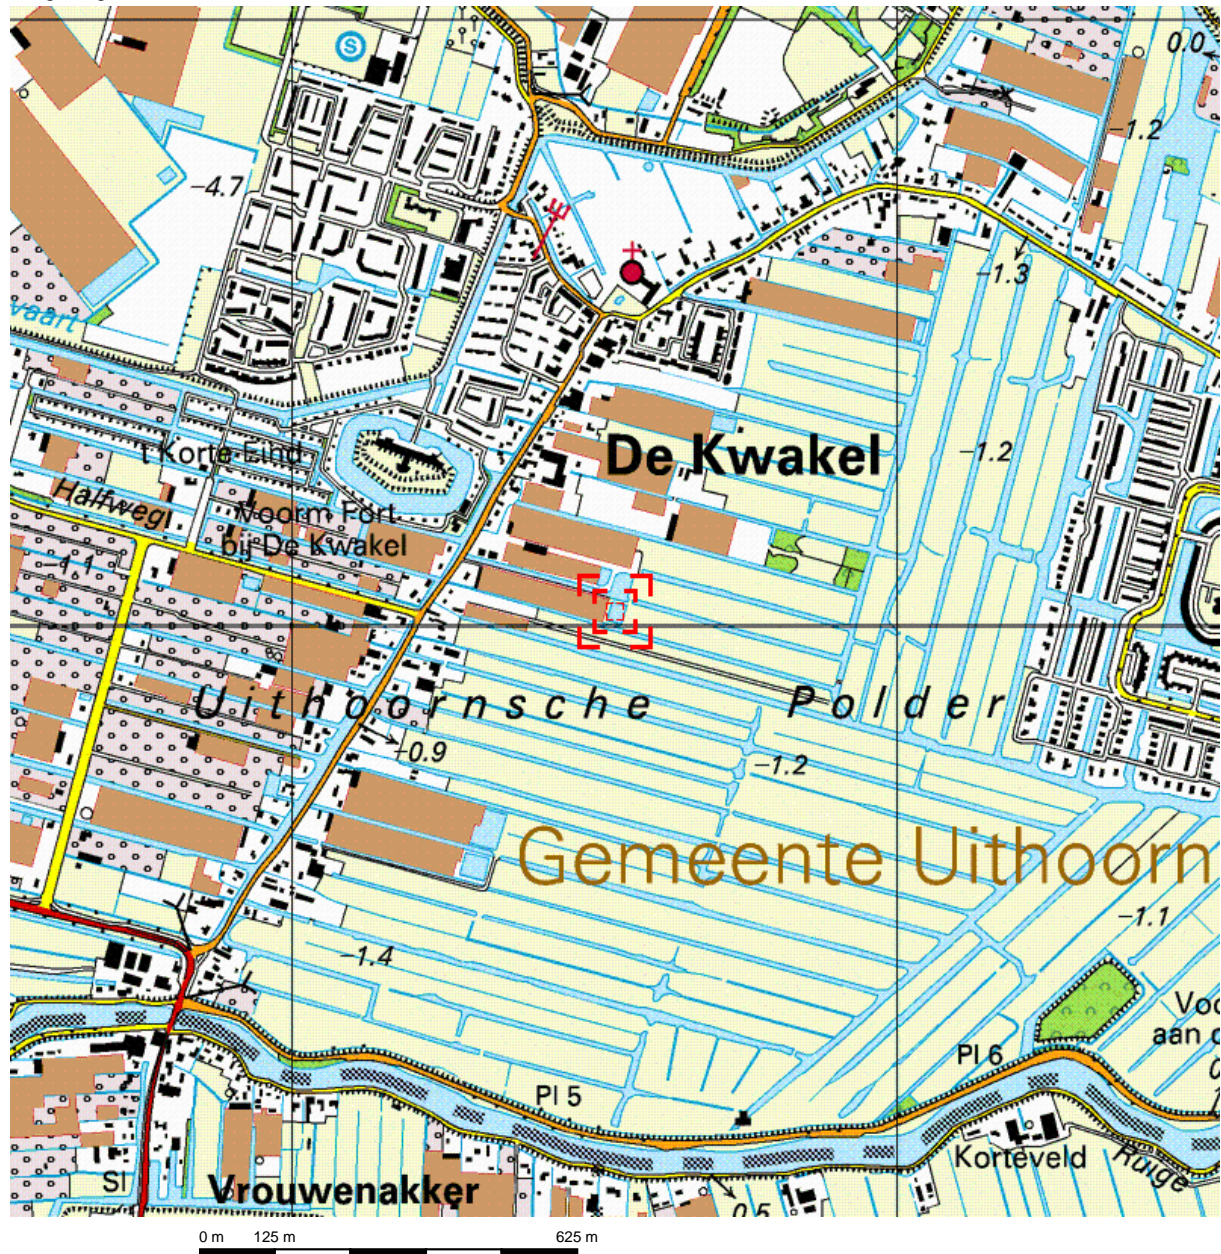 S
0.0
-1.2
-4.7
-1.3
vaart
-1.2
De Kwakel
't Korte Eind
Halfweg
Voorm Fort
bij De Kwakel
-1.1
Uithoornsche Polder
-0.9
-1.2
Gemeente Uithoorn
-1.1
-1.4
Voo
aan d
Pl 6
Pl 5
Korteveld
Ruige
Sl
Vrouwenakker
0.5
0 m 125 m 625 m